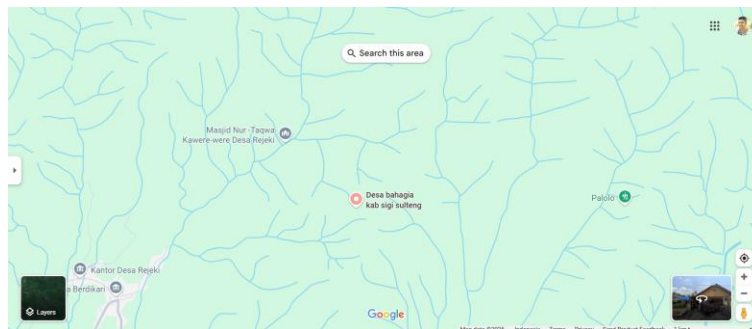 Search this area
Masjid Nur -Taqwa
Kawere-were Desa Rejeki
Desa bahagia
kab sigi sulteng
Palolo
Kantor Desa Rejeki
a Berdikari
Layers
Google